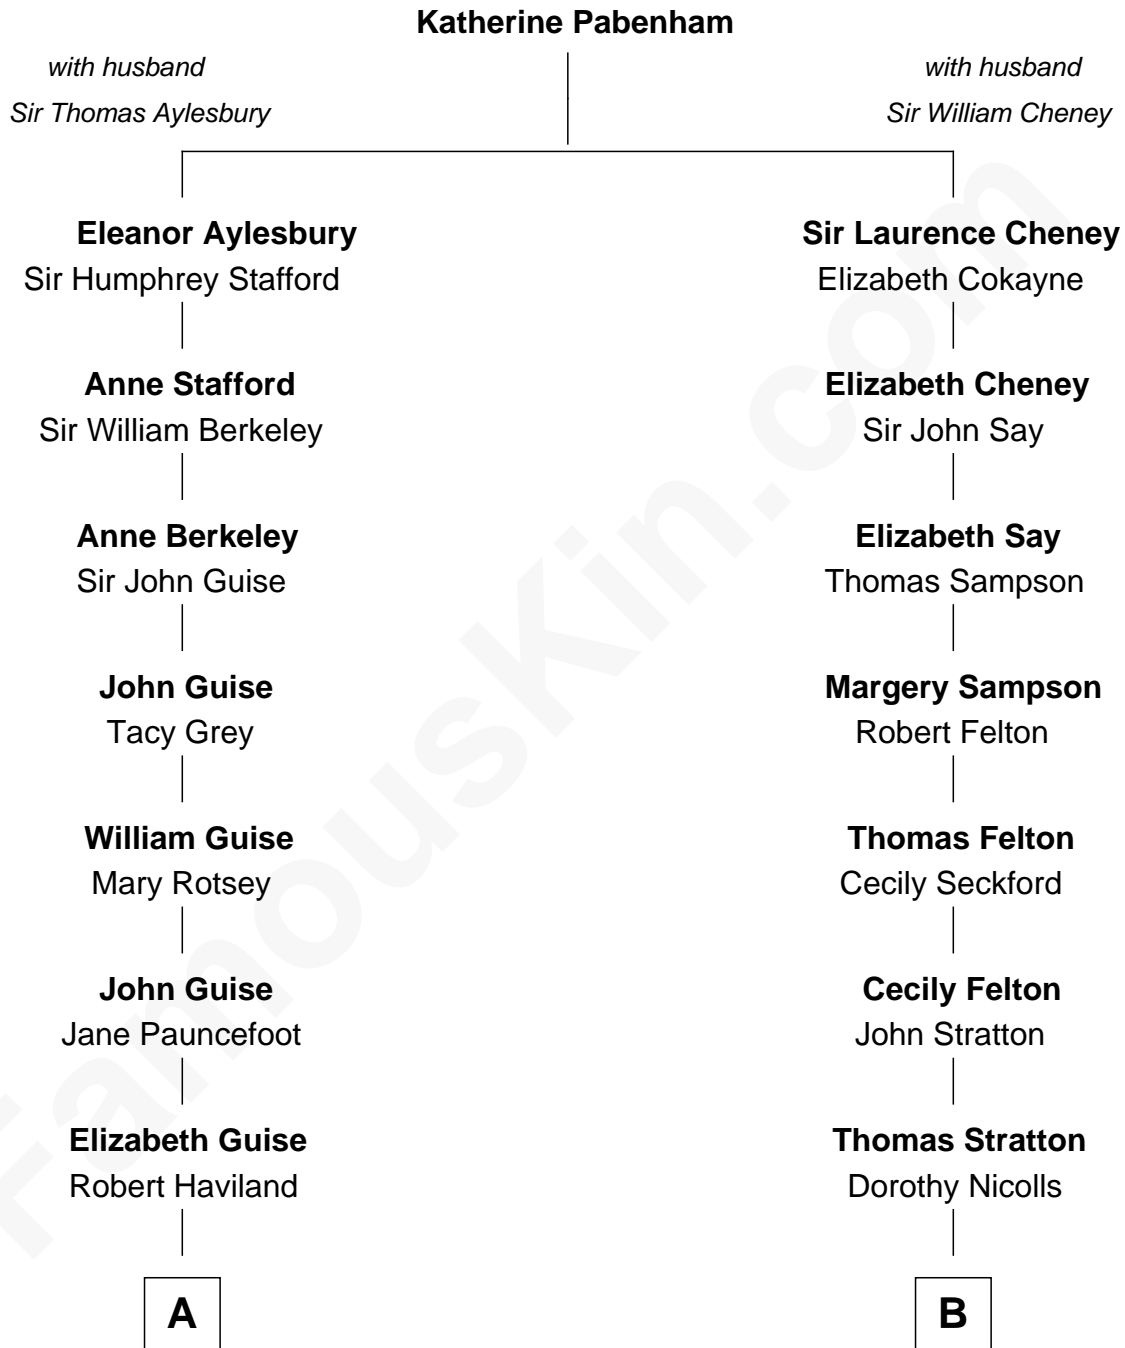 Katherine Pabenham
with husband
Sir Thomas Aylesbury
with husband
Sir William Cheney
Eleanor Aylesbury
Sir Humphrey Stafford
Anne Stafford
Sir William Berkeley
Anne Berkeley
Sir John Guise
John Guise
Tacy Grey
William Guise
Mary Rotsey
John Guise
Jane Pauncefoot
Elizabeth Guise
Robert Haviland
A
Sir Laurence Cheney
Elizabeth Cokayne
Elizabeth Cheney
Sir John Say
Elizabeth Say
Thomas Sampson
Margery Sampson
Robert Felton
Thomas Felton
Cecily Seckford
Cecily Felton
John Stratton
Thomas Stratton
Dorothy Nicolls
B
FamousKin.com